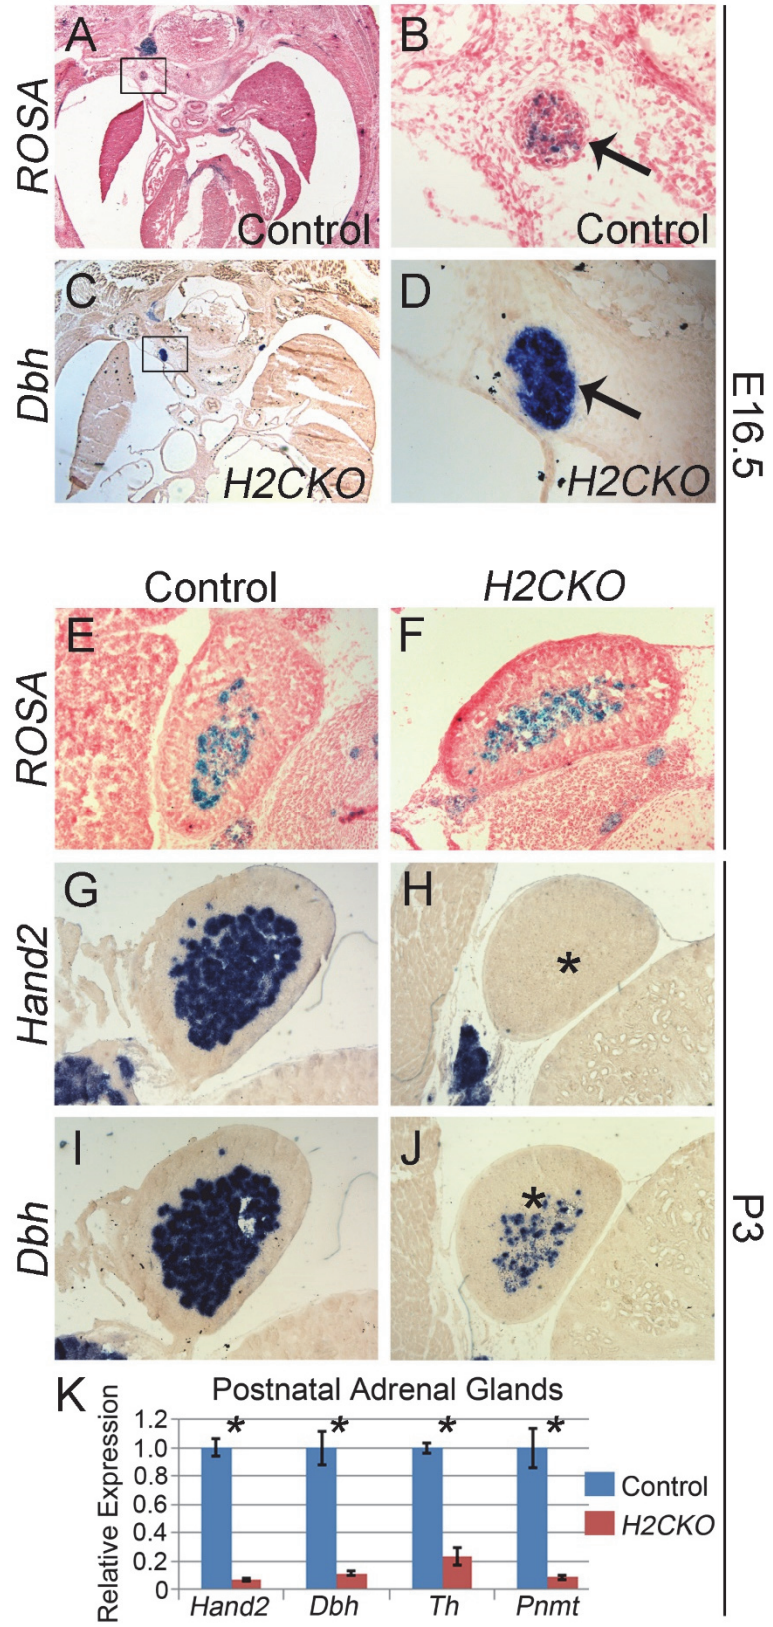 A
B
ROSA
Control
Control
C
D
Dbh
H2CKO
H2CKO
E16.5
Control
H2CKO
E
F
ROSA
G
H
Hand2
*
I
J
Dbh
*
P3
K
Postnatal Adrenal Glands
Relative Expression
1.2
1.0
0.8
0.6
0.4
0.2
0
* * * *
Control
H2CKO
Hand2 Dbh Th Pnmt